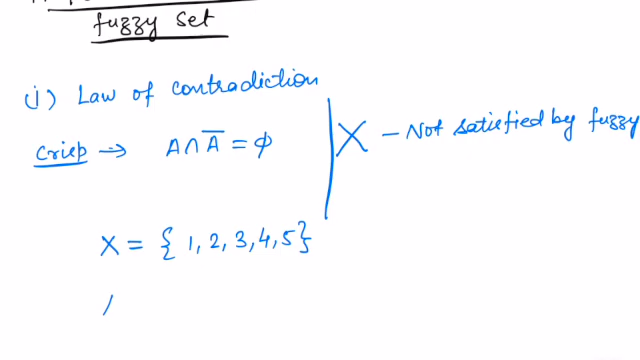 fuzzy Set
(i) Law of contradiction
Crisp → A ∩ A̅ = φ
X - Not satisfied by fuzzy
X = { 1, 2, 3, 4, 5 }